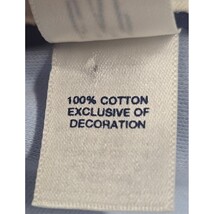 100% COTTON
EXCLUSIVE OF
DECORATION